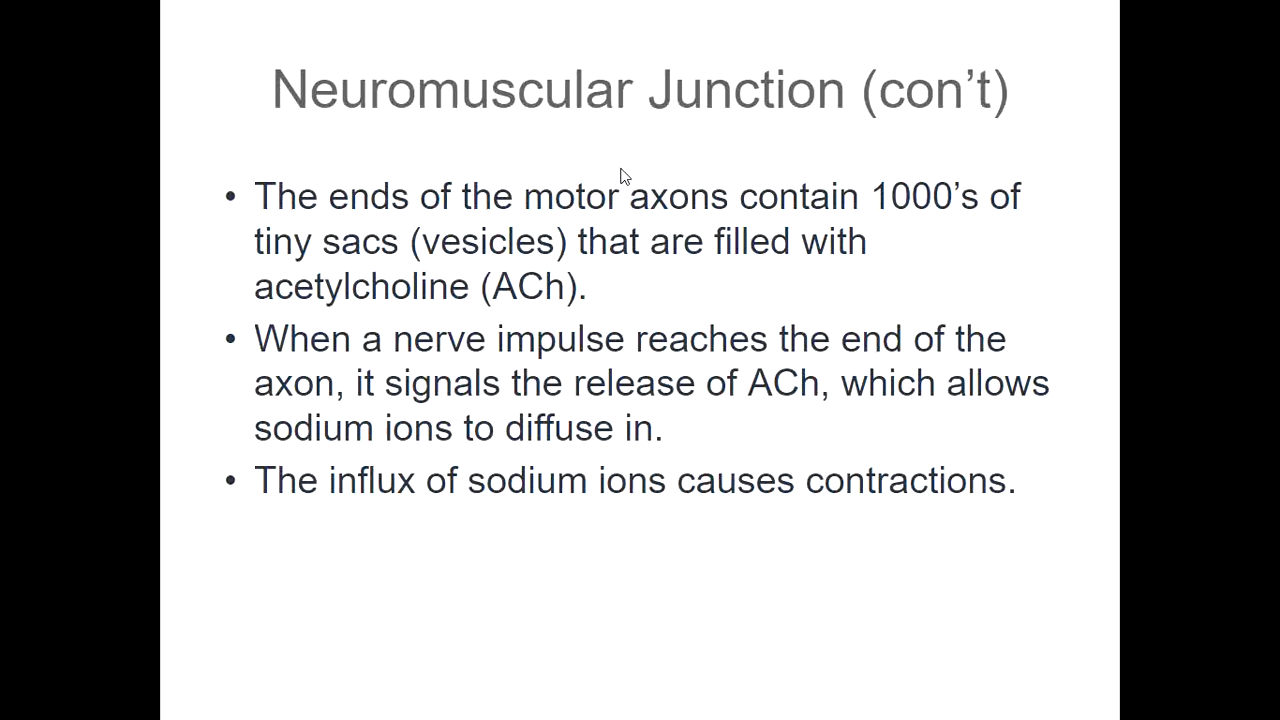 Neuromuscular Junction (con’t)
• The ends of the motor axons contain 1000’s of
tiny sacs (vesicles) that are filled with
acetylcholine (ACh).
• When a nerve impulse reaches the end of the
axon, it signals the release of ACh, which allows
sodium ions to diffuse in.
• The influx of sodium ions causes contractions.